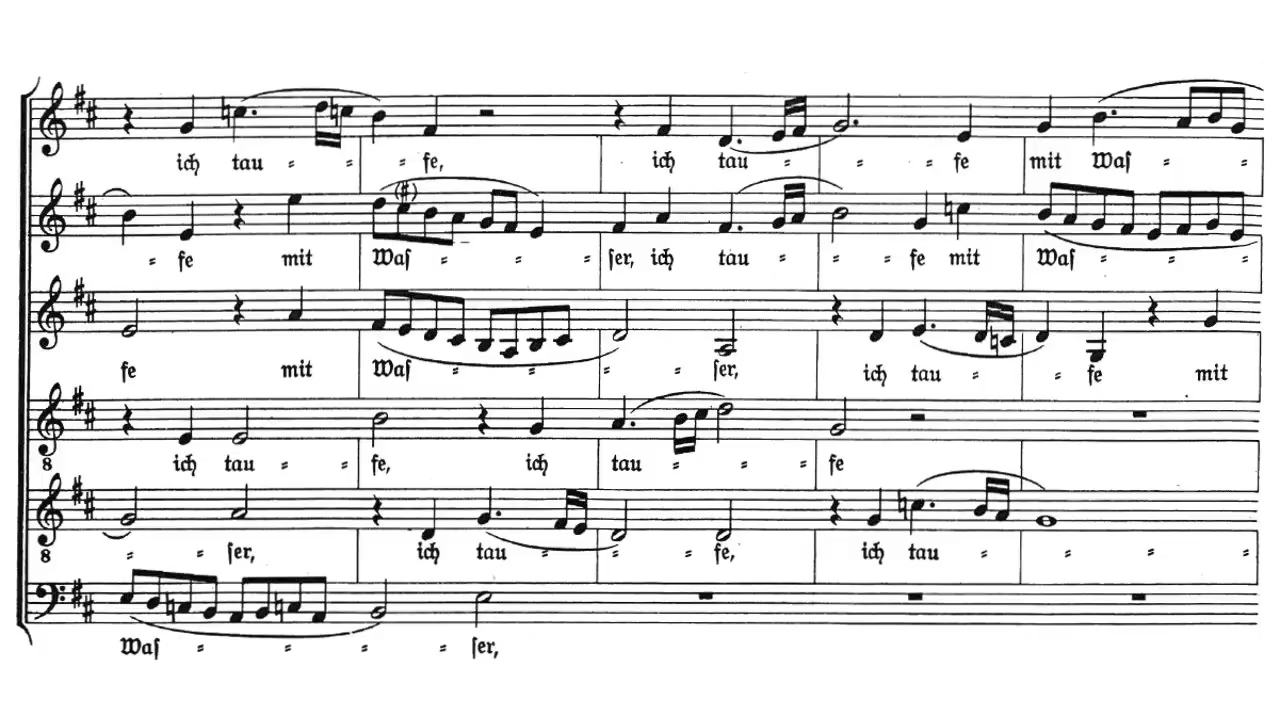 ich tau = = = fe, ich tau = = = fe mit Waſ = =
= fe mit Waſ = = = ſer, ich tau = = = fe mit Waſ = = =
fe mit Waſ = = = = ſer, ich tau = = fe mit
ich tau = = fe, ich tau = = = fe
8
= = ſer, ich tau = = = = fe, ich tau = = = = =
8
Waſ = = = ſer,